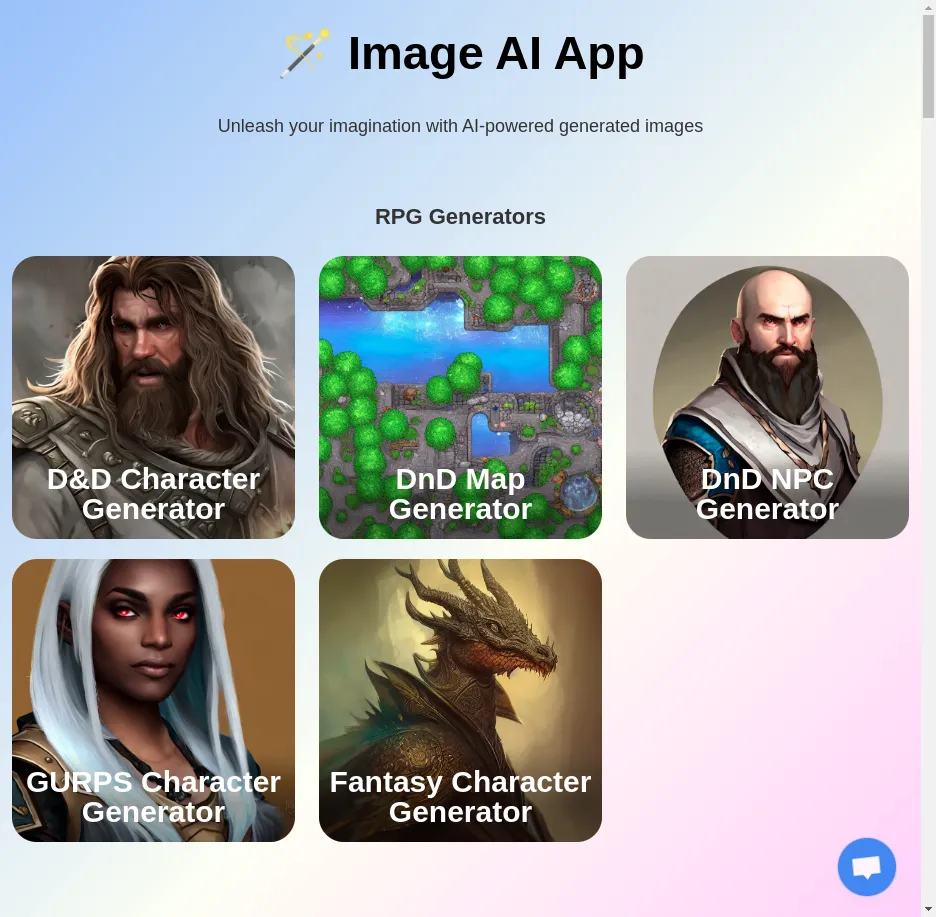 Image AI App
Unleash your imagination with AI-powered generated images
RPG Generators
D&D Character
Generator
DnD Map
Generator
DnD NPC
Generator
GURPS Character
Generator
Fantasy Character
Generator